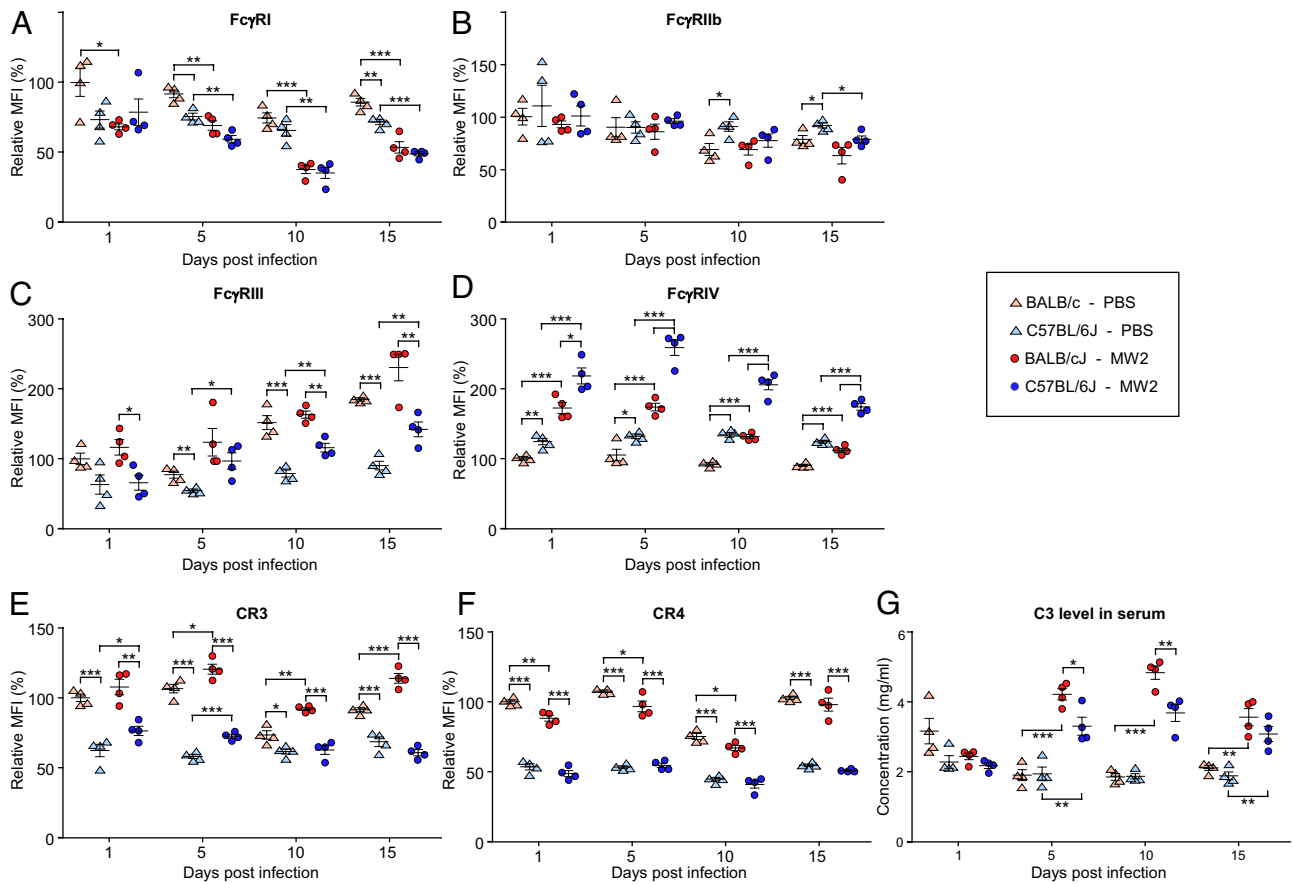 A
FcγRI
Relative MFI (%)
100
50
0
* ** ** *** ** *** ** ***
1 5 10 15
Days post infection
B
FcγRIIb
Relative MFI (%)
150
100
50
0
* * *
1 5 10 15
Days post infection
C
FcγRIII
Relative MFI (%)
300
200
100
0
* ** * *** ** ** *** ** **
1 5 10 15
Days post infection
D
FcγRIV
Relative MFI (%)
300
200
100
0
** *** *** * * *** *** *** *** *** ***
1 5 10 15
Days post infection
BALB/c - PBS
C57BL/6J - PBS
BALB/cJ - MW2
C57BL/6J - MW2
E
CR3
Relative MFI (%)
150
100
50
0
*** * ** *** * *** *** * ** *** *** *** ***
1 5 10 15
Days post infection
F
CR4
Relative MFI (%)
150
100
50
0
*** ** *** *** * *** *** * *** *** ***
1 5 10 15
Days post infection
G
C3 level in serum
Concentration (mg/ml)
6
4
2
0
*** * ** *** ** ** **
1 5 10 15
Days post infection